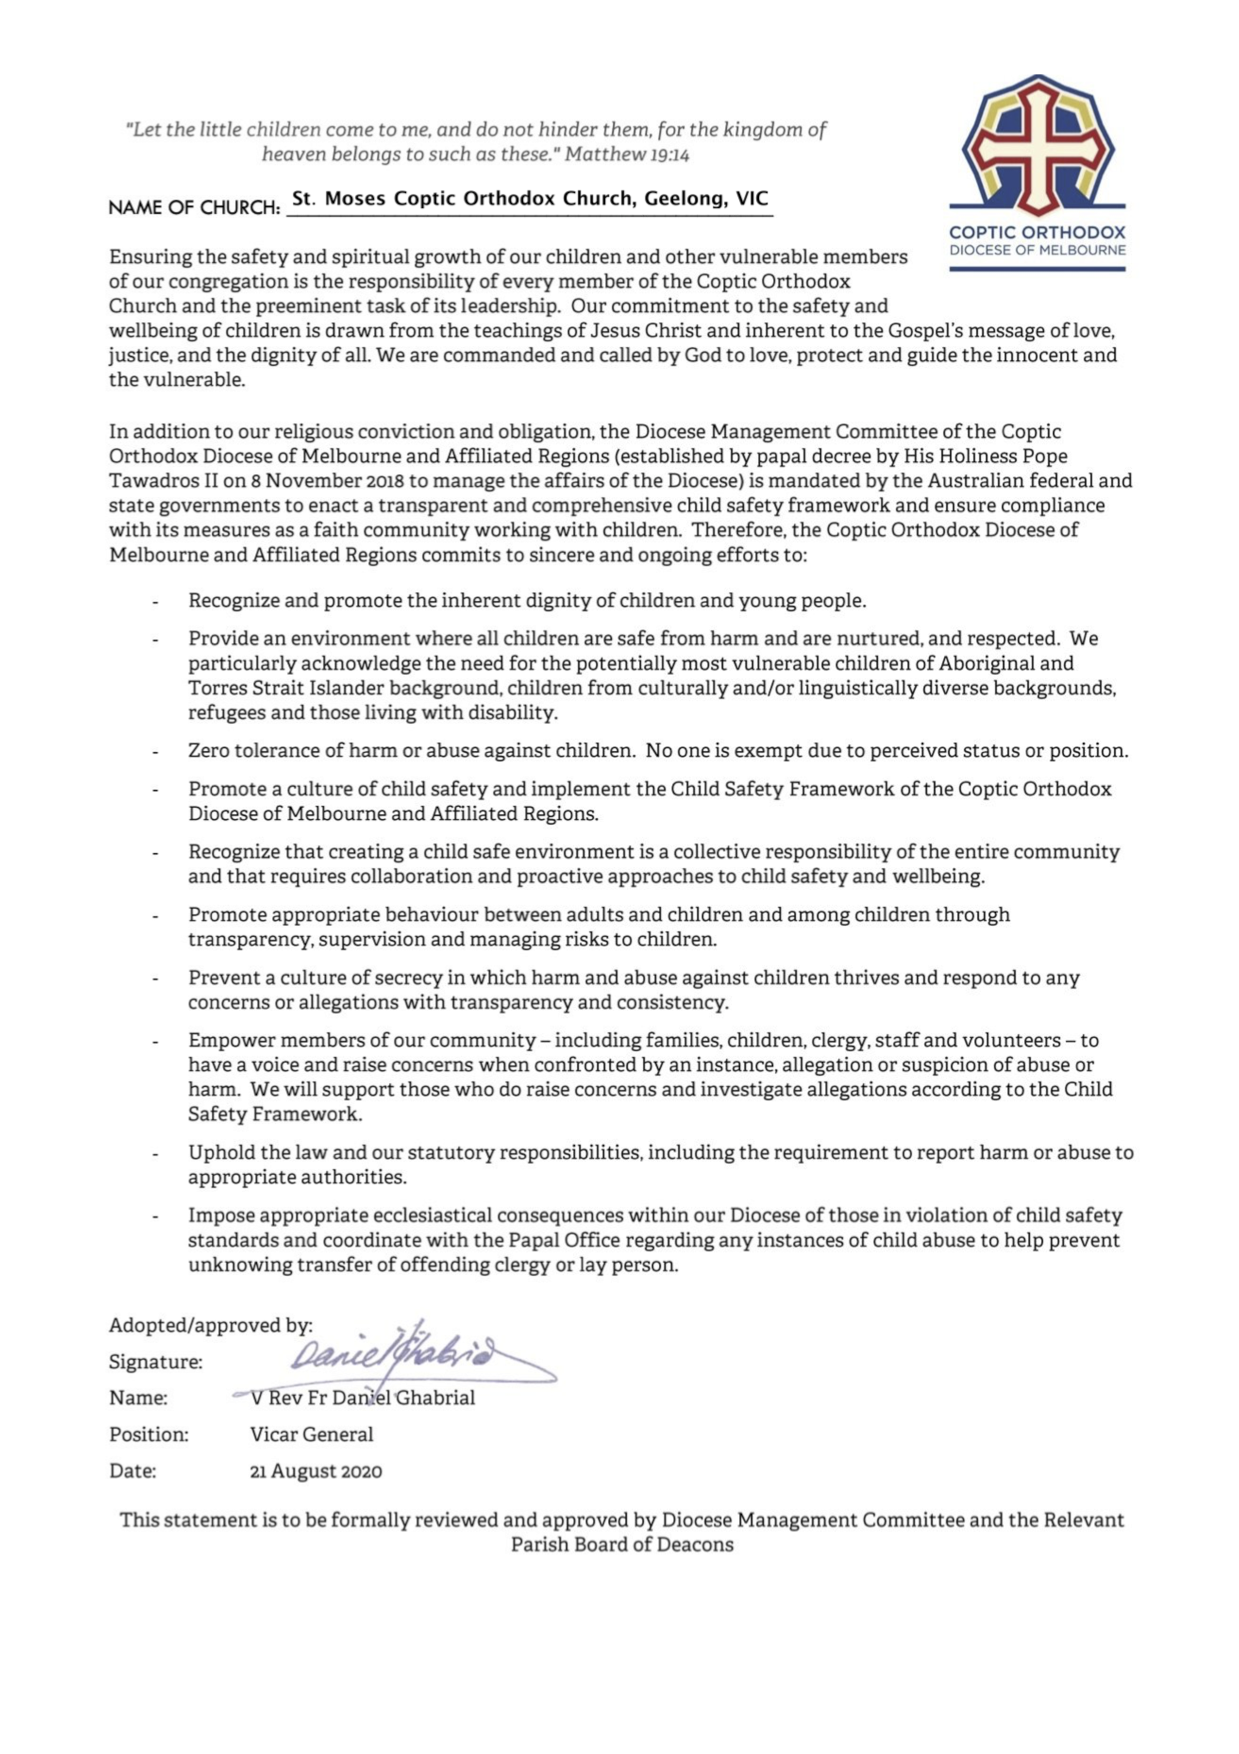 "Let the little children come to me, and do not hinder them, for the kingdom of
heaven belongs to such as these." Matthew 19:14
NAME OF CHURCH: St. Moses Coptic Orthodox Church, Geelong, VIC
COPTIC ORTHODOX
DIOCESE OF MELBOURNE
Ensuring the safety and spiritual growth of our children and other vulnerable members
of our congregation is the responsibility of every member of the Coptic Orthodox
Church and the preeminent task of its leadership. Our commitment to the safety and
wellbeing of children is drawn from the teachings of Jesus Christ and inherent to the Gospel's message of love,
justice, and the dignity of all. We are commanded and called by God to love, protect and guide the innocent and
the vulnerable.
In addition to our religious conviction and obligation, the Diocese Management Committee of the Coptic
Orthodox Diocese of Melbourne and Affiliated Regions (established by papal decree by His Holiness Pope
Tawadros II on 8 November 2018 to manage the affairs of the Diocese) is mandated by the Australian federal and
state governments to enact a transparent and comprehensive child safety framework and ensure compliance
with its measures as a faith community working with children. Therefore, the Coptic Orthodox Diocese of
Melbourne and Affiliated Regions commits to sincere and ongoing efforts to:
- Recognize and promote the inherent dignity of children and young people.
- Provide an environment where all children are safe from harm and are nurtured, and respected. We
particularly acknowledge the need for the potentially most vulnerable children of Aboriginal and
Torres Strait Islander background, children from culturally and/or linguistically diverse backgrounds,
refugees and those living with disability.
- Zero tolerance of harm or abuse against children. No one is exempt due to perceived status or position.
- Promote a culture of child safety and implement the Child Safety Framework of the Coptic Orthodox
Diocese of Melbourne and Affiliated Regions.
- Recognize that creating a child safe environment is a collective responsibility of the entire community
and that requires collaboration and proactive approaches to child safety and wellbeing.
- Promote appropriate behaviour between adults and children and among children through
transparency, supervision and managing risks to children.
- Prevent a culture of secrecy in which harm and abuse against children thrives and respond to any
concerns or allegations with transparency and consistency.
- Empower members of our community – including families, children, clergy, staff and volunteers – to
have a voice and raise concerns when confronted by an instance, allegation or suspicion of abuse or
harm. We will support those who do raise concerns and investigate allegations according to the Child
Safety Framework.
- Uphold the law and our statutory responsibilities, including the requirement to report harm or abuse to
appropriate authorities.
- Impose appropriate ecclesiastical consequences within our Diocese of those in violation of child safety
standards and coordinate with the Papal Office regarding any instances of child abuse to help prevent
unknowing transfer of offending clergy or lay person.
Adopted/approved by:
Signature: Daniel Ghabrial
Name: V Rev Fr Daniel Ghabrial
Position: Vicar General
Date: 21 August 2020
This statement is to be formally reviewed and approved by Diocese Management Committee and the Relevant
Parish Board of Deacons